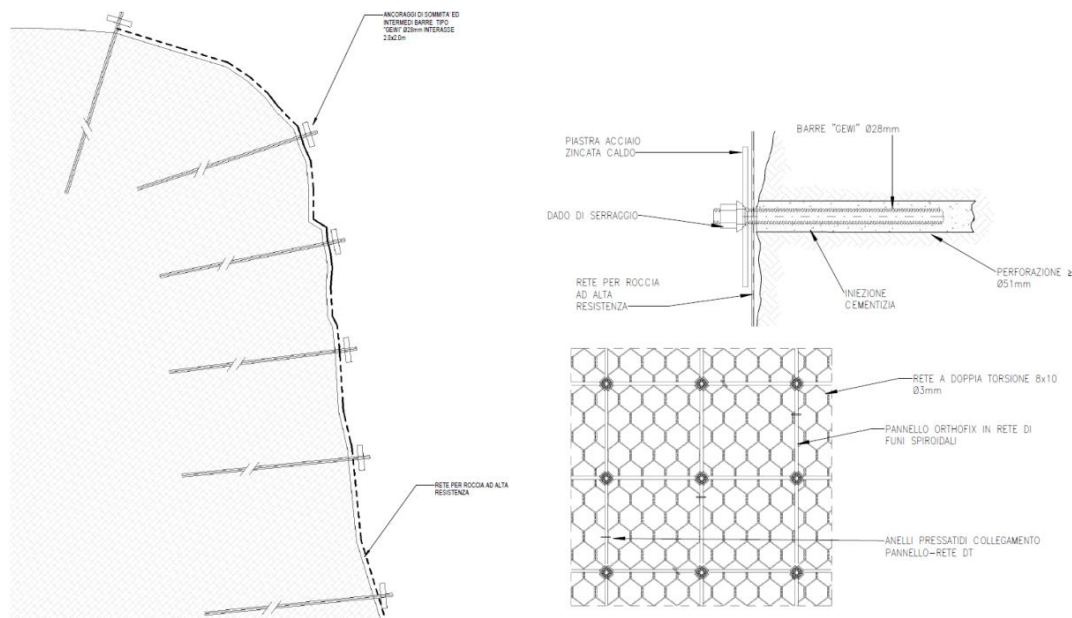 ANCORAGGI DI SOMMITA' ED
INTERMEDI BARRE TIPO
"GEWI" Ø28mm INTERASSE
2.0x2.0m
RETE PER ROCCIA AD ALTA
RESISTENZA
BARRE "GEWI" Ø28mm
PIASTRA ACCIAIO
ZINCATA CALDO
DADO DI SERRAGGIO
RETE PER ROCCIA
AD ALTA
RESISTENZA
INIEZIONE
CEMENTIZIA
PERFORAZIONE ≥
Ø51mm
RETE A DOPPIA TORSIONE 8x10
Ø3mm
PANNELLO ORTHOFIX IN RETE DI
FUNI SPIROIDALI
ANELLI PRESSATIDI COLLEGAMENTO
PANNELLO-RETE DT